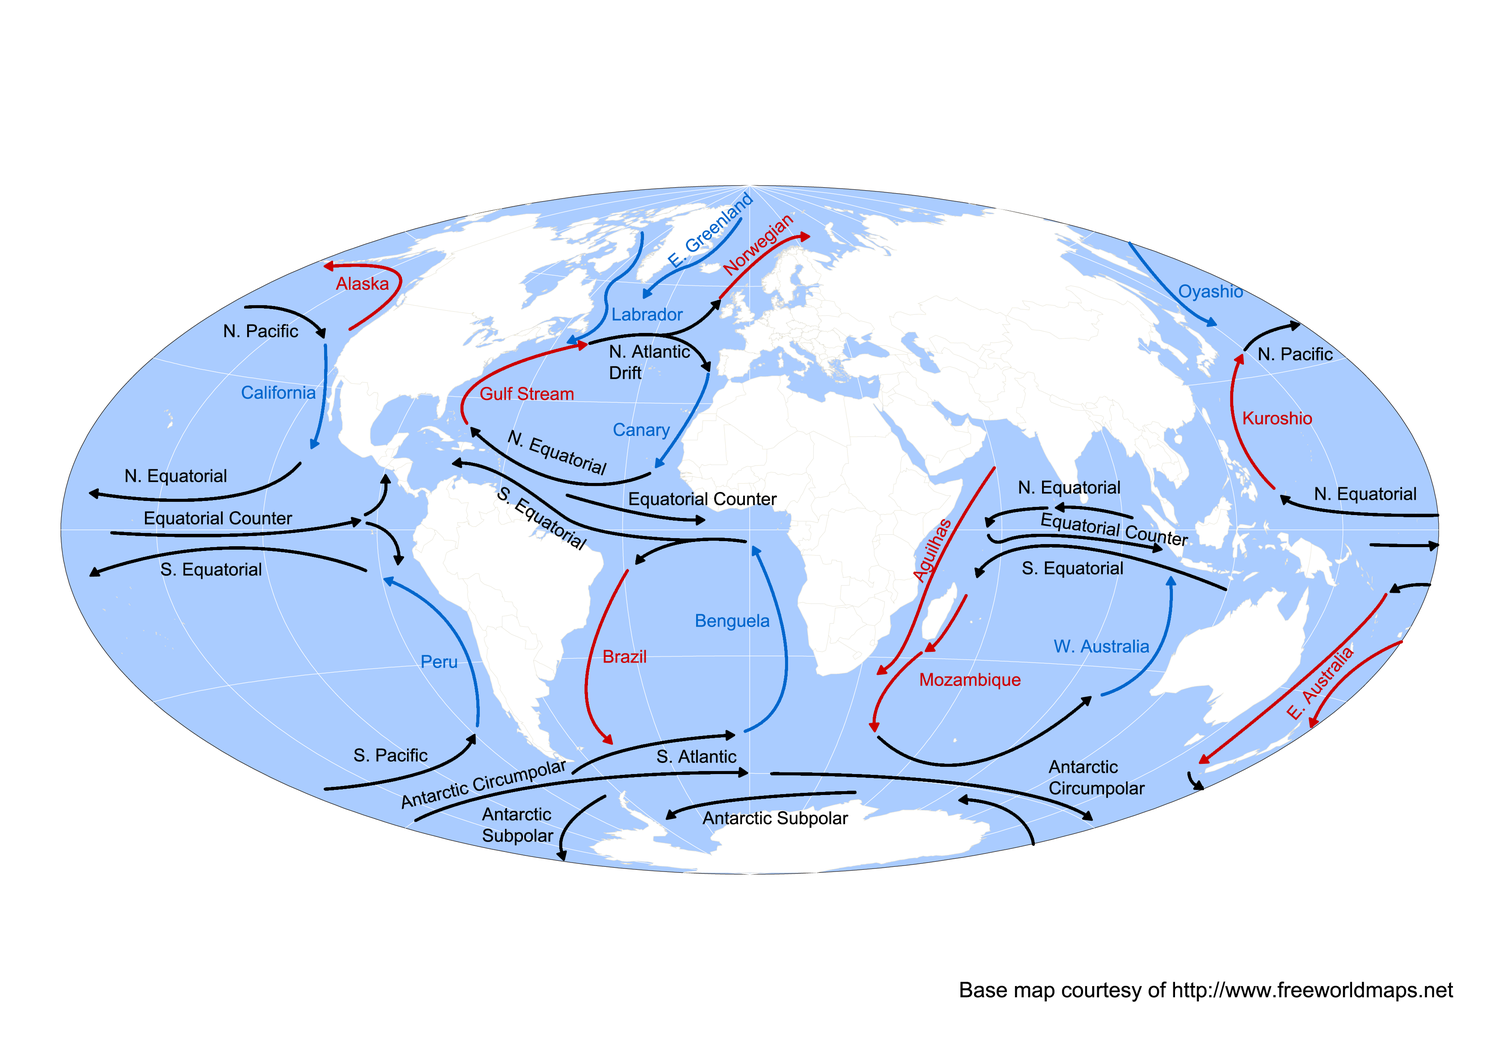 E. Greenland
Norwegian
Alaska
Oyashio
Labrador
N. Pacific
N. Atlantic
Drift
N. Pacific
California
Gulf Stream
Kuroshio
Canary
N. Equatorial
N. Equatorial
N. Equatorial
N. Equatorial
Equatorial Counter
S. Equatorial
Equatorial Counter
Equatorial Counter
Aguilhas
S. Equatorial
S. Equatorial
Benguela
Peru
Brazil
W. Australia
Mozambique
E. Australia
S. Pacific
S. Atlantic
Antarctic Circumpolar
Antarctic
Circumpolar
Antarctic
Subpolar
Antarctic Subpolar
Base map courtesy of http://www.freeworldmaps.net